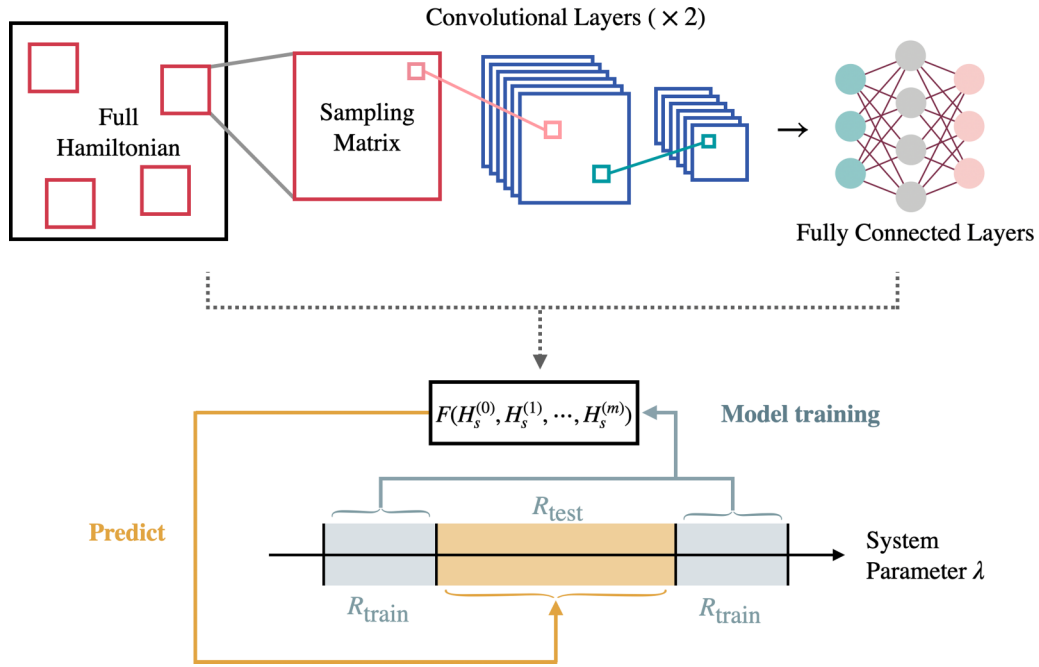 Convolutional Layers ( × 2)
Full
Hamiltonian
Sampling
Matrix
→
Fully Connected Layers
F(H_s^{(0)}, H_s^{(1)}, ⋯, H_s^{(m)})
Model training
Predict
R_test
System
Parameter λ
R_train
R_train